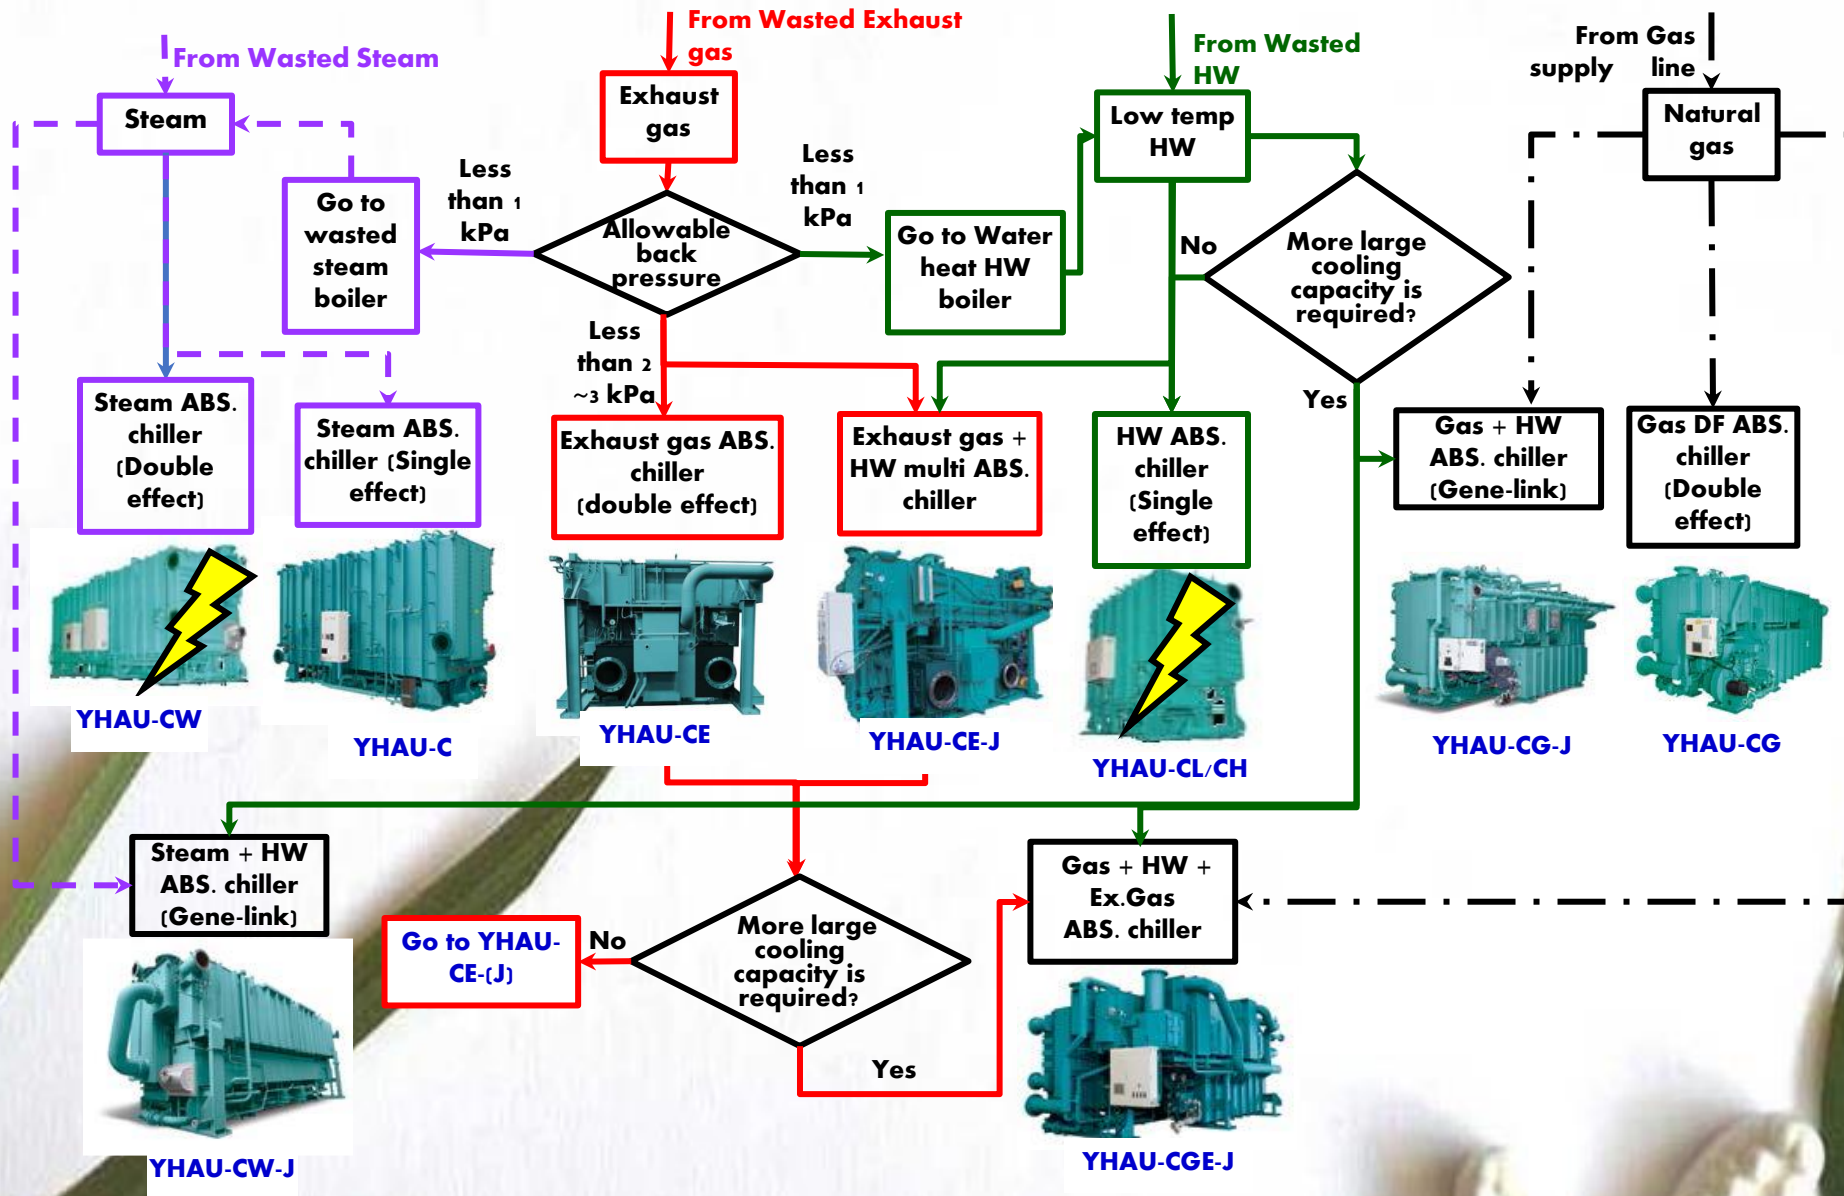 From Wasted Steam
From Wasted Exhaust
gas
From Wasted
HW
From Gas
supply line
Steam
Exhaust
gas
Low temp
HW
Natural
gas
Less
than 1
kPa
Less
than 1
kPa
Go to
wasted
steam
boiler
Allowable
back
pressure
Go to Water
heat HW
boiler
No
More large
cooling
capacity is
required?
Less
than 2
~3 kPa
Yes
Steam ABS.
chiller
(Double
effect)
Steam ABS.
chiller (Single
effect)
Exhaust gas ABS.
chiller
(double effect)
Exhaust gas +
HW multi ABS.
chiller
HW ABS.
chiller
(Single
effect)
Gas + HW
ABS. chiller
(Gene-link)
Gas DF ABS.
chiller
(Double
effect)
YHAU-CW
YHAU-C
YHAU-CE
YHAU-CE-J
YHAU-CL/CH
YHAU-CG-J
YHAU-CG
Steam + HW
ABS. chiller
(Gene-link)
Go to YHAU-
CE-(J)
No
More large
cooling
capacity is
required?
Yes
Gas + HW +
Ex.Gas
ABS. chiller
YHAU-CW-J
YHAU-CGE-J